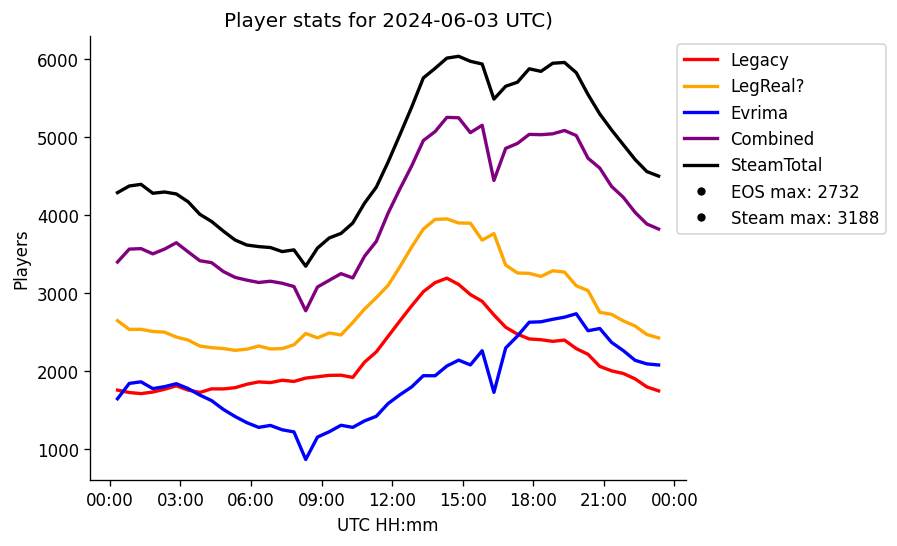 Player stats for 2024-06-03 UTC)
6000
5000
4000
3000
2000
1000
Players
00:00 03:00 06:00 09:00 12:00 15:00 18:00 21:00 00:00
UTC HH:mm
Legacy
LegReal?
Evrima
Combined
SteamTotal
EOS max: 2732
Steam max: 3188